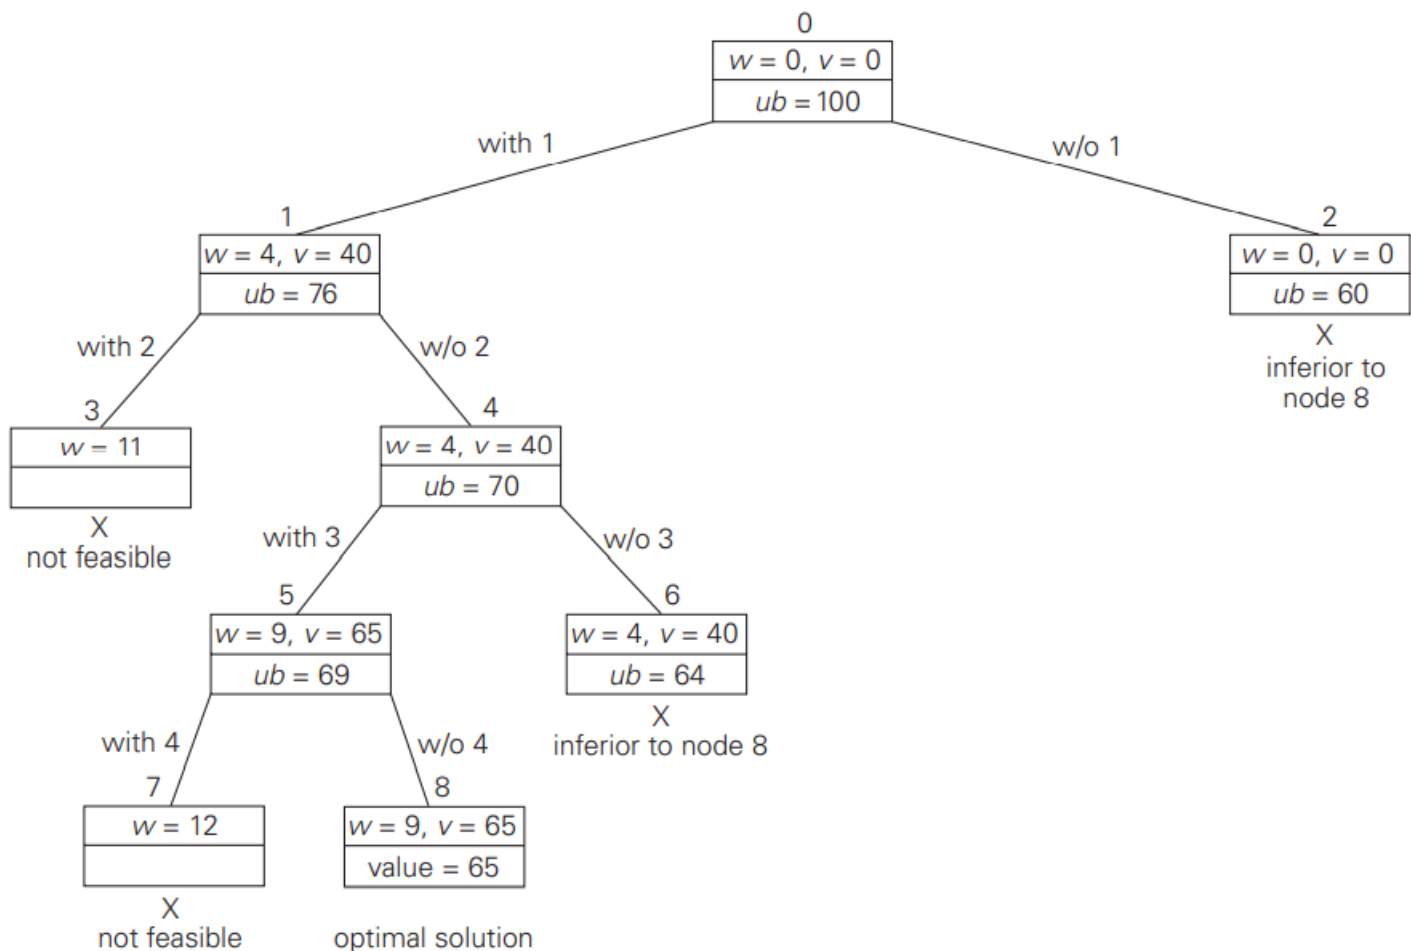 0
w = 0, v = 0
ub = 100
with 1
w/o 1
1
w = 4, v = 40
ub = 76
2
w = 0, v = 0
ub = 60
X
inferior to
node 8
with 2
w/o 2
3
w = 11
X
not feasible
4
w = 4, v = 40
ub = 70
with 3
w/o 3
5
w = 9, v = 65
ub = 69
6
w = 4, v = 40
ub = 64
X
inferior to node 8
with 4
w/o 4
7
w = 12
X
not feasible
8
w = 9, v = 65
value = 65
optimal solution